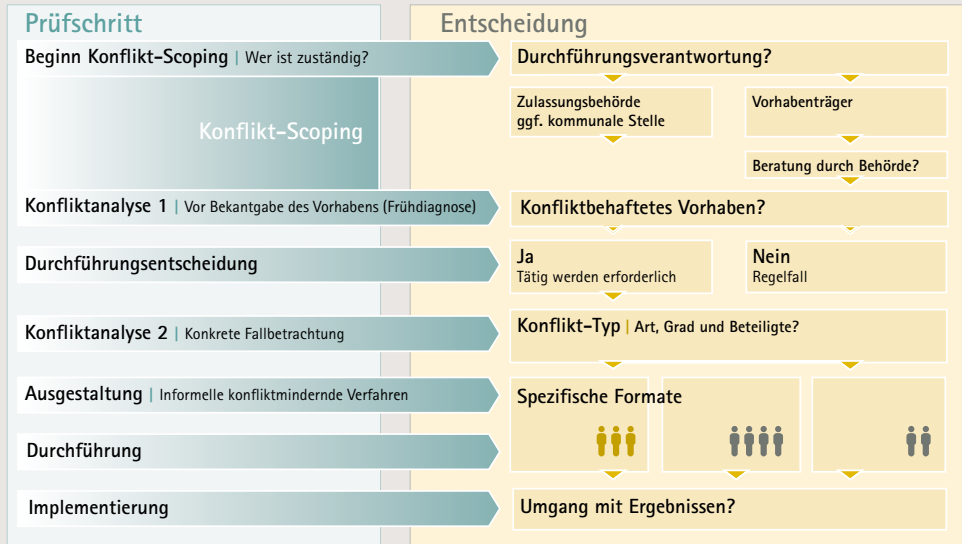 Prüfschritt
Entscheidung
Beginn Konflikt-Scoping | Wer ist zuständig?
Durchführungsverantwortung?
Zulassungsbehörde
ggf. kommunale Stelle
Vorhabenträger
Konflikt-Scoping
Beratung durch Behörde?
Konfliktanalyse 1 | Vor Bekantgabe des Vorhabens (Frühdiagnose)
Konfliktbehaftetes Vorhaben?
Durchführungsentscheidung
Ja
Tätig werden erforderlich
Nein
Regelfall
Konfliktanalyse 2 | Konkrete Fallbetrachtung
Konflikt-Typ | Art, Grad und Beteiligte?
Ausgestaltung | Informelle konfliktmindernde Verfahren
Spezifische Formate
Durchführung
Implementierung
Umgang mit Ergebnissen?